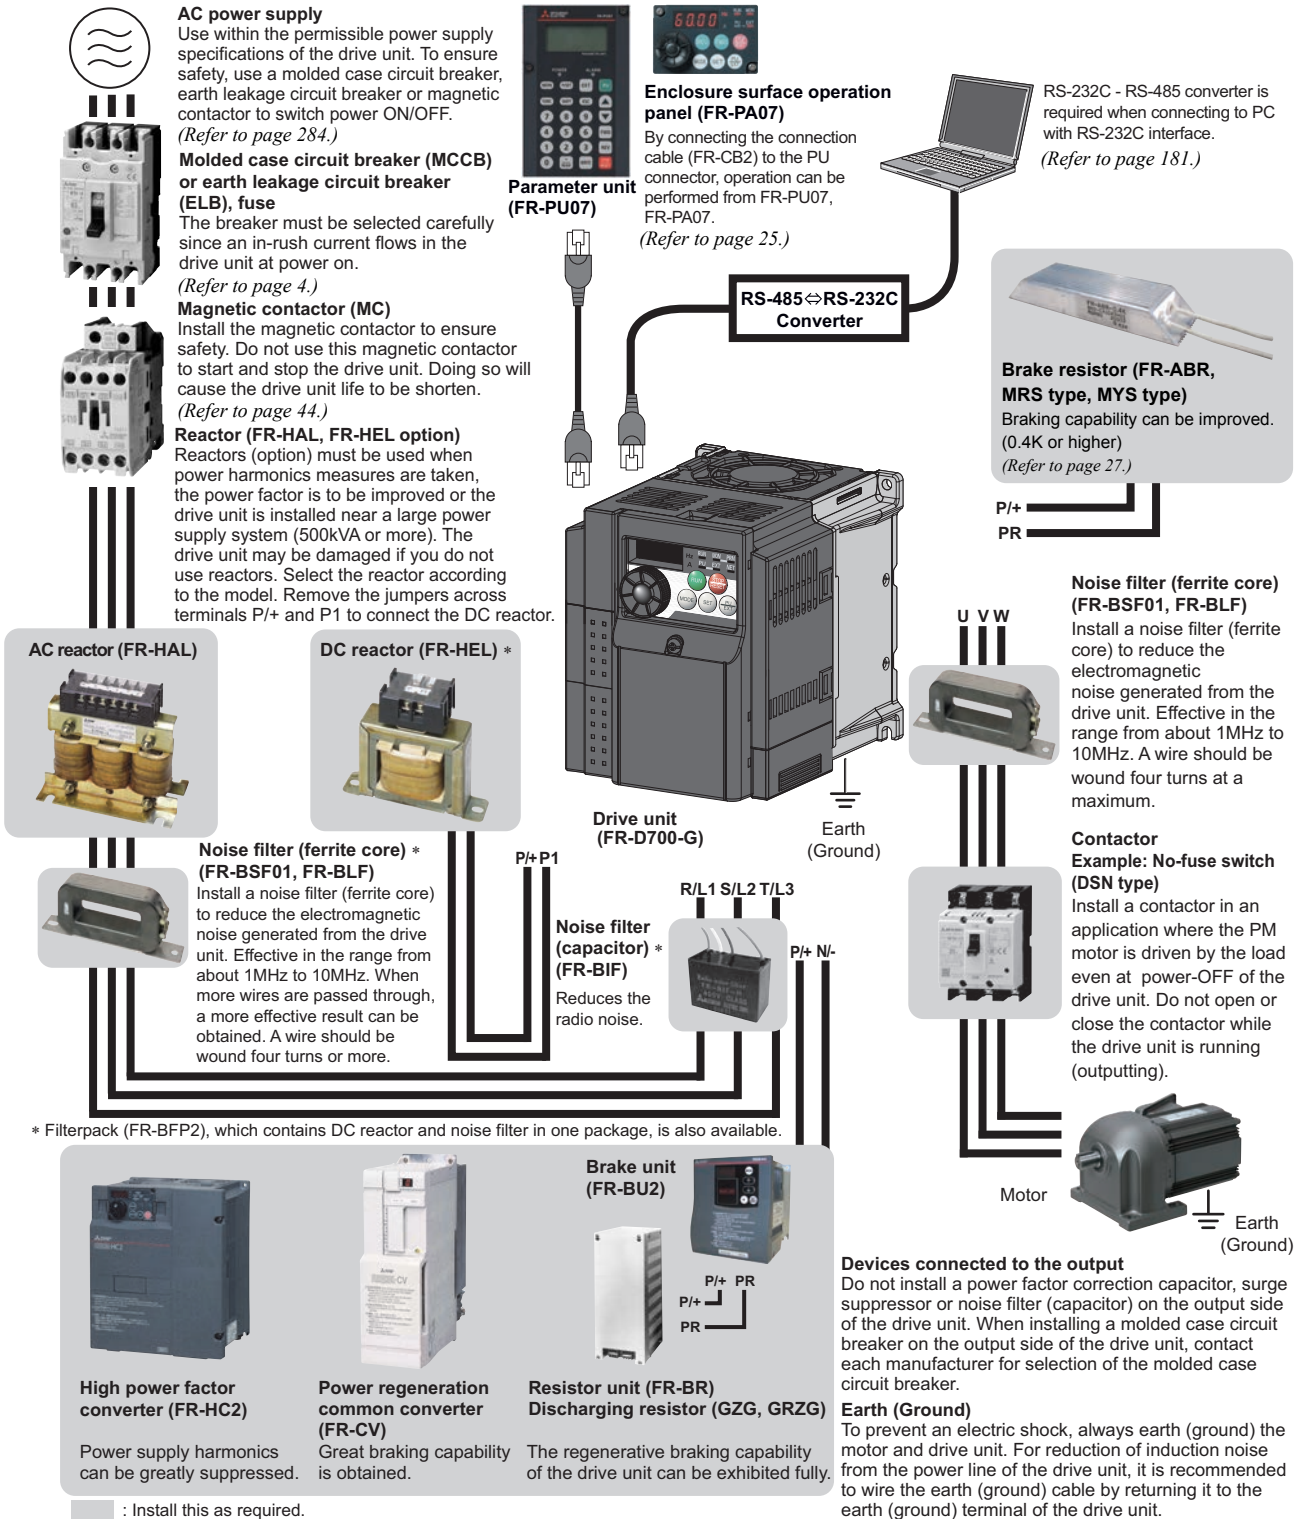 AC power supply
Use within the permissible power supply
specifications of the drive unit. To ensure
safety, use a molded case circuit breaker,
earth leakage circuit breaker or magnetic
contactor to switch power ON/OFF.
(Refer to page 284.)
Molded case circuit breaker (MCCB)
or earth leakage circuit breaker
(ELB), fuse
The breaker must be selected carefully
since an in-rush current flows in the
drive unit at power on.
(Refer to page 4.)
Magnetic contactor (MC)
Install the magnetic contactor to ensure
safety. Do not use this magnetic contactor
to start and stop the drive unit. Doing so will
cause the drive unit life to be shorten.
(Refer to page 44.)
Reactor (FR-HAL, FR-HEL option)
Reactors (option) must be used when
power harmonics measures are taken,
the power factor is to be improved or the
drive unit is installed near a large power
supply system (500kVA or more). The
drive unit may be damaged if you do not
use reactors. Select the reactor according
to the model. Remove the jumpers across
terminals P/+ and P1 to connect the DC reactor.
Parameter unit
(FR-PU07)
60.00
Enclosure surface operation
panel (FR-PA07)
By connecting the connection
cable (FR-CB2) to the PU
connector, operation can be
performed from FR-PU07,
FR-PA07.
(Refer to page 25.)
RS-232C - RS-485 converter is
required when connecting to PC
with RS-232C interface.
(Refer to page 181.)
RS-485⇔RS-232C
Converter
Brake resistor (FR-ABR,
MRS type, MYS type)
Braking capability can be improved.
(0.4K or higher)
(Refer to page 27.)
P/+
PR
AC reactor (FR-HAL)
DC reactor (FR-HEL) *
RUN
MODE
SET
Drive unit
(FR-D700-G)
Earth
(Ground)
U V W
Noise filter (ferrite core)
(FR-BSF01, FR-BLF)
Install a noise filter (ferrite
core) to reduce the
electromagnetic
noise generated from the
drive unit. Effective in the
range from about 1MHz to
10MHz. A wire should be
wound four turns at a
maximum.
Contactor
Example: No-fuse switch
(DSN type)
Install a contactor in an
application where the PM
motor is driven by the load
even at power-OFF of the
drive unit. Do not open or
close the contactor while
the drive unit is running
(outputting).
Noise filter (ferrite core) *
(FR-BSF01, FR-BLF)
Install a noise filter (ferrite core)
to reduce the electromagnetic
noise generated from the drive
unit. Effective in the range from
about 1MHz to 10MHz. When
more wires are passed through,
a more effective result can be
obtained. A wire should be
wound four turns or more.
P/+ P1
Noise filter
(capacitor) *
(FR-BIF)
Reduces the
radio noise.
R/L1 S/L2 T/L3
P/+ N/-
* Filterpack (FR-BFP2), which contains DC reactor and noise filter in one package, is also available.
Motor
Earth
(Ground)
Brake unit
(FR-BU2)
P/+ PR
P/+
PR
High power factor
converter (FR-HC2)
Power supply harmonics
can be greatly suppressed.
Power regeneration
common converter
(FR-CV)
Great braking capability
is obtained.
Resistor unit (FR-BR)
Discharging resistor (GZG, GRZG)
The regenerative braking capability
of the drive unit can be exhibited fully.
: Install this as required.
Devices connected to the output
Do not install a power factor correction capacitor, surge
suppressor or noise filter (capacitor) on the output side
of the drive unit. When installing a molded case circuit
breaker on the output side of the drive unit, contact
each manufacturer for selection of the molded case
circuit breaker.
Earth (Ground)
To prevent an electric shock, always earth (ground) the
motor and drive unit. For reduction of induction noise
from the power line of the drive unit, it is recommended
to wire the earth (ground) cable by returning it to the
earth (ground) terminal of the drive unit.